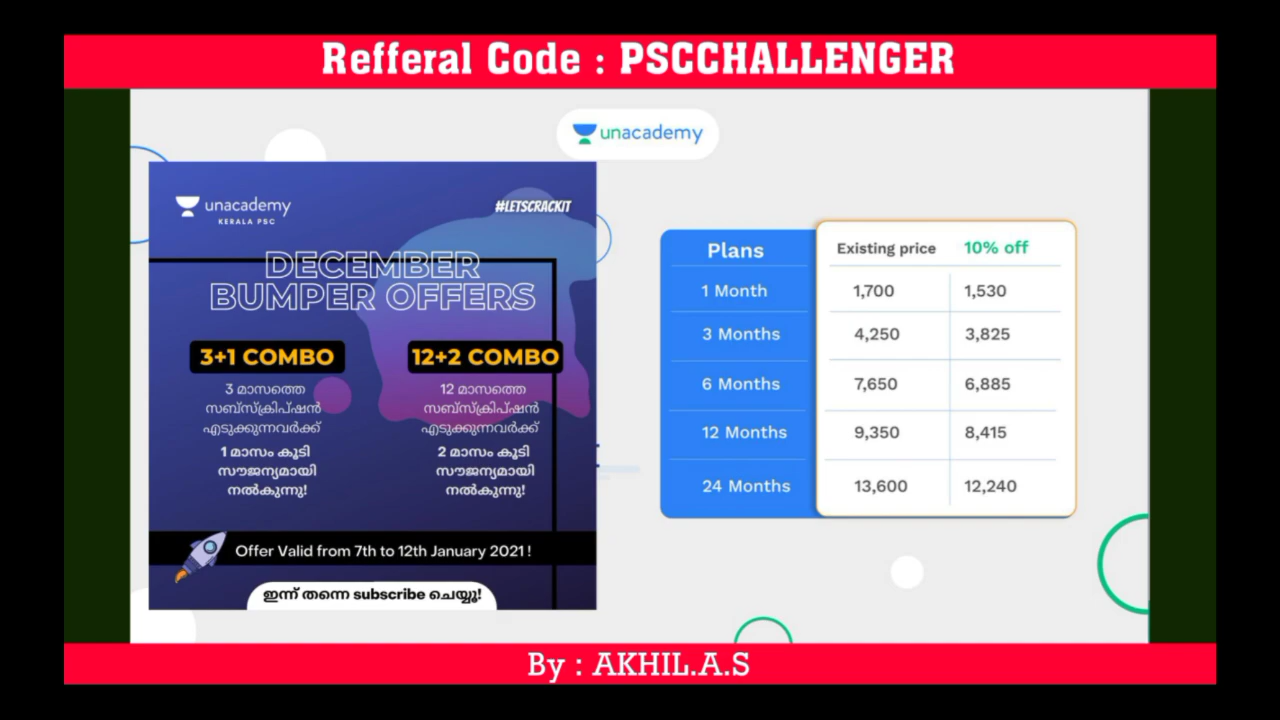 Refferal Code : PSCCHALLENGER
unacademy
unacademy
KERALA PSC
#LETSCRACKIT
DECEMBER
BUMPER OFFERS
3+1 COMBO
3 മാസത്തെ
സബ്സ്ക്രിപ്ഷൻ
എടുക്കുന്നവർക്ക്
1 മാസം കൂടി
സൗജന്യമായി
നൽകുന്നു!
12+2 COMBO
12 മാസത്തെ
സബ്സ്ക്രിപ്ഷൻ
എടുക്കുന്നവർക്ക്
2 മാസം കൂടി
സൗജന്യമായി
നൽകുന്നു!
Offer Valid from 7th to 12th January 2021 !
ഇന്ന് തന്നെ subscribe ചെയ്യൂ!
Plans Existing price 10% off
1 Month 1,700 1,530
3 Months 4,250 3,825
6 Months 7,650 6,885
12 Months 9,350 8,415
24 Months 13,600 12,240
By : AKHIL.A.S